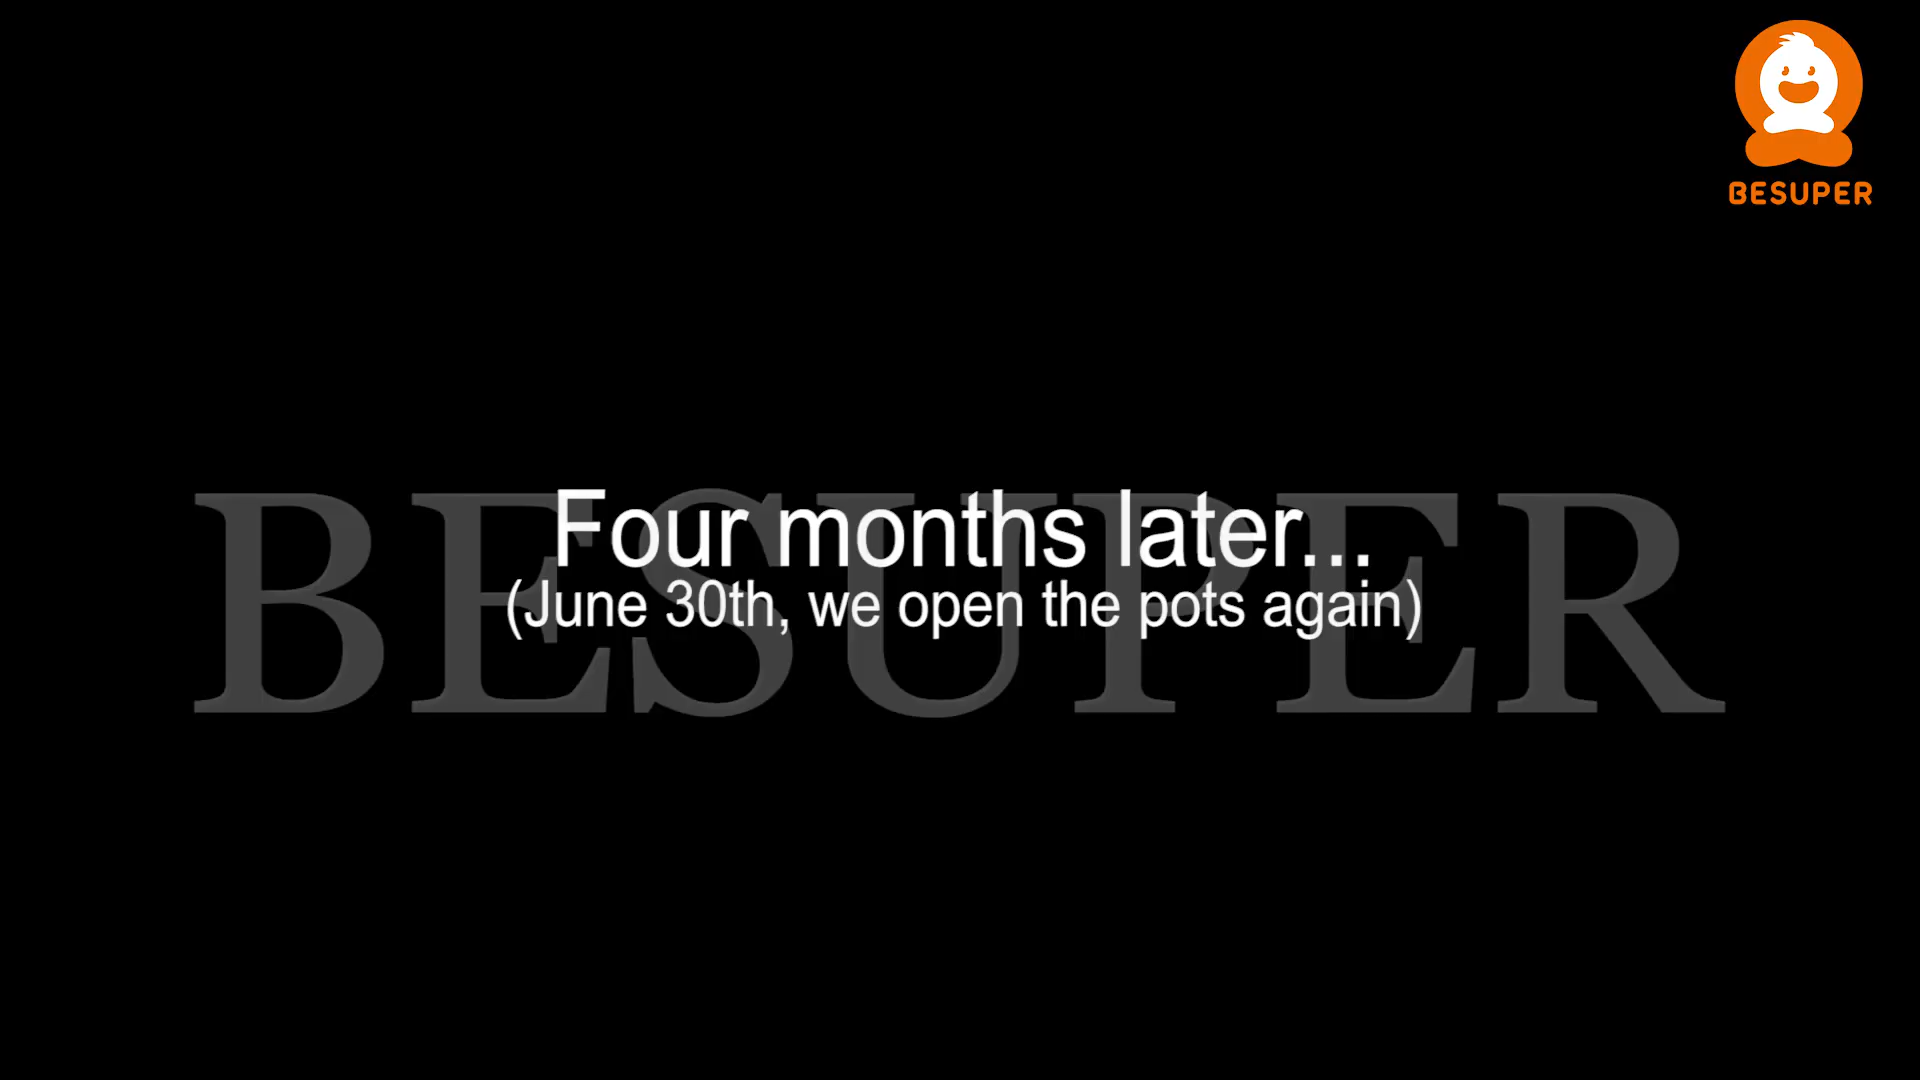 BESUPER
BESUPER
Four months later...
(June 30th, we open the pots again)